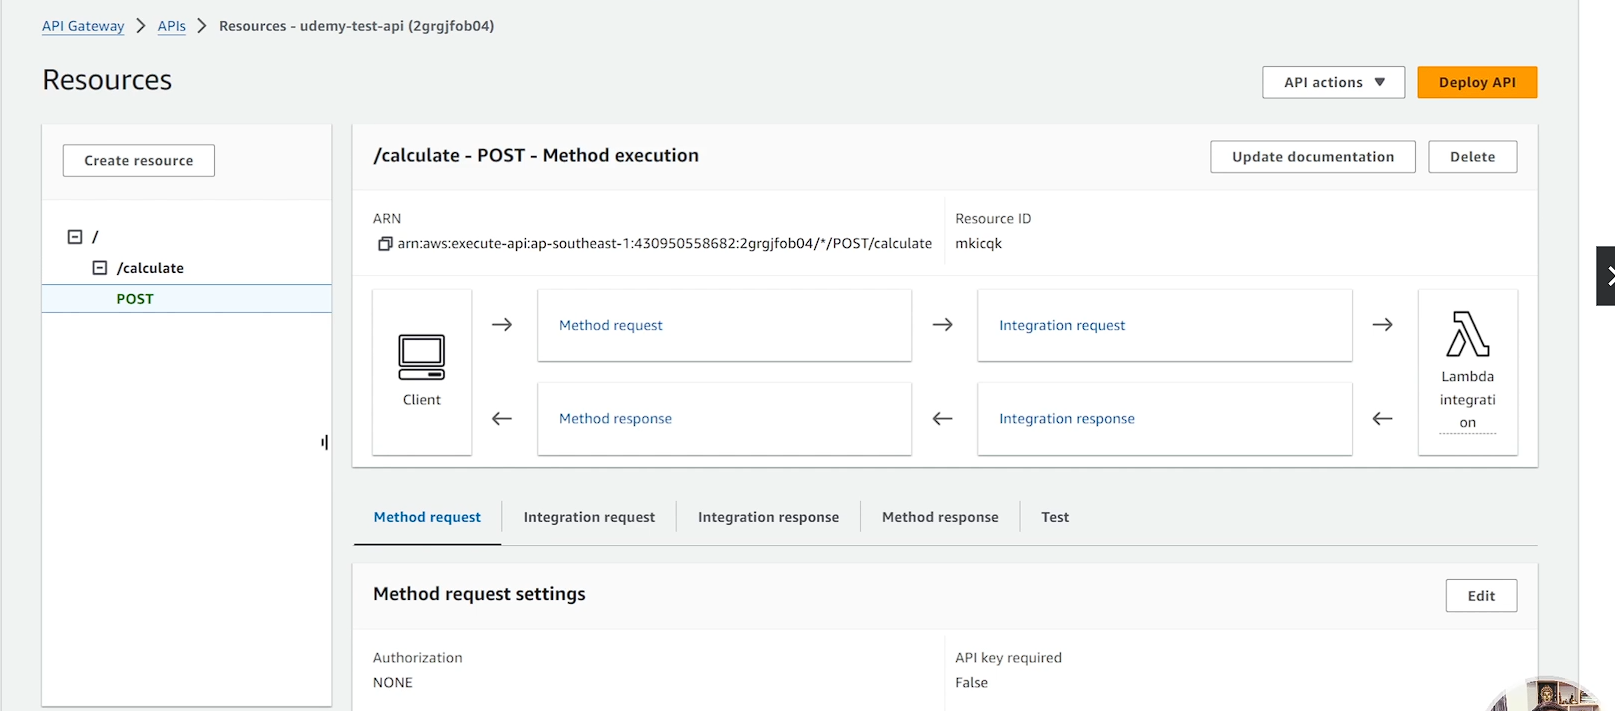 API Gateway > APIs > Resources - udemy-test-api (2grgjfob04)
Resources
API actions ▼
Deploy API
Create resource
/
/calculate
POST
/calculate - POST - Method execution
Update documentation
Delete
ARN
arn:aws:execute-api:ap-southeast-1:430950558682:2grgjfob04/*/POST/calculate
Resource ID
mkicqk
Client
Method request
Integration request
Method response
Integration response
Lambda
integrati
on
Method request
Integration request
Integration response
Method response
Test
Method request settings
Edit
Authorization
NONE
API key required
False